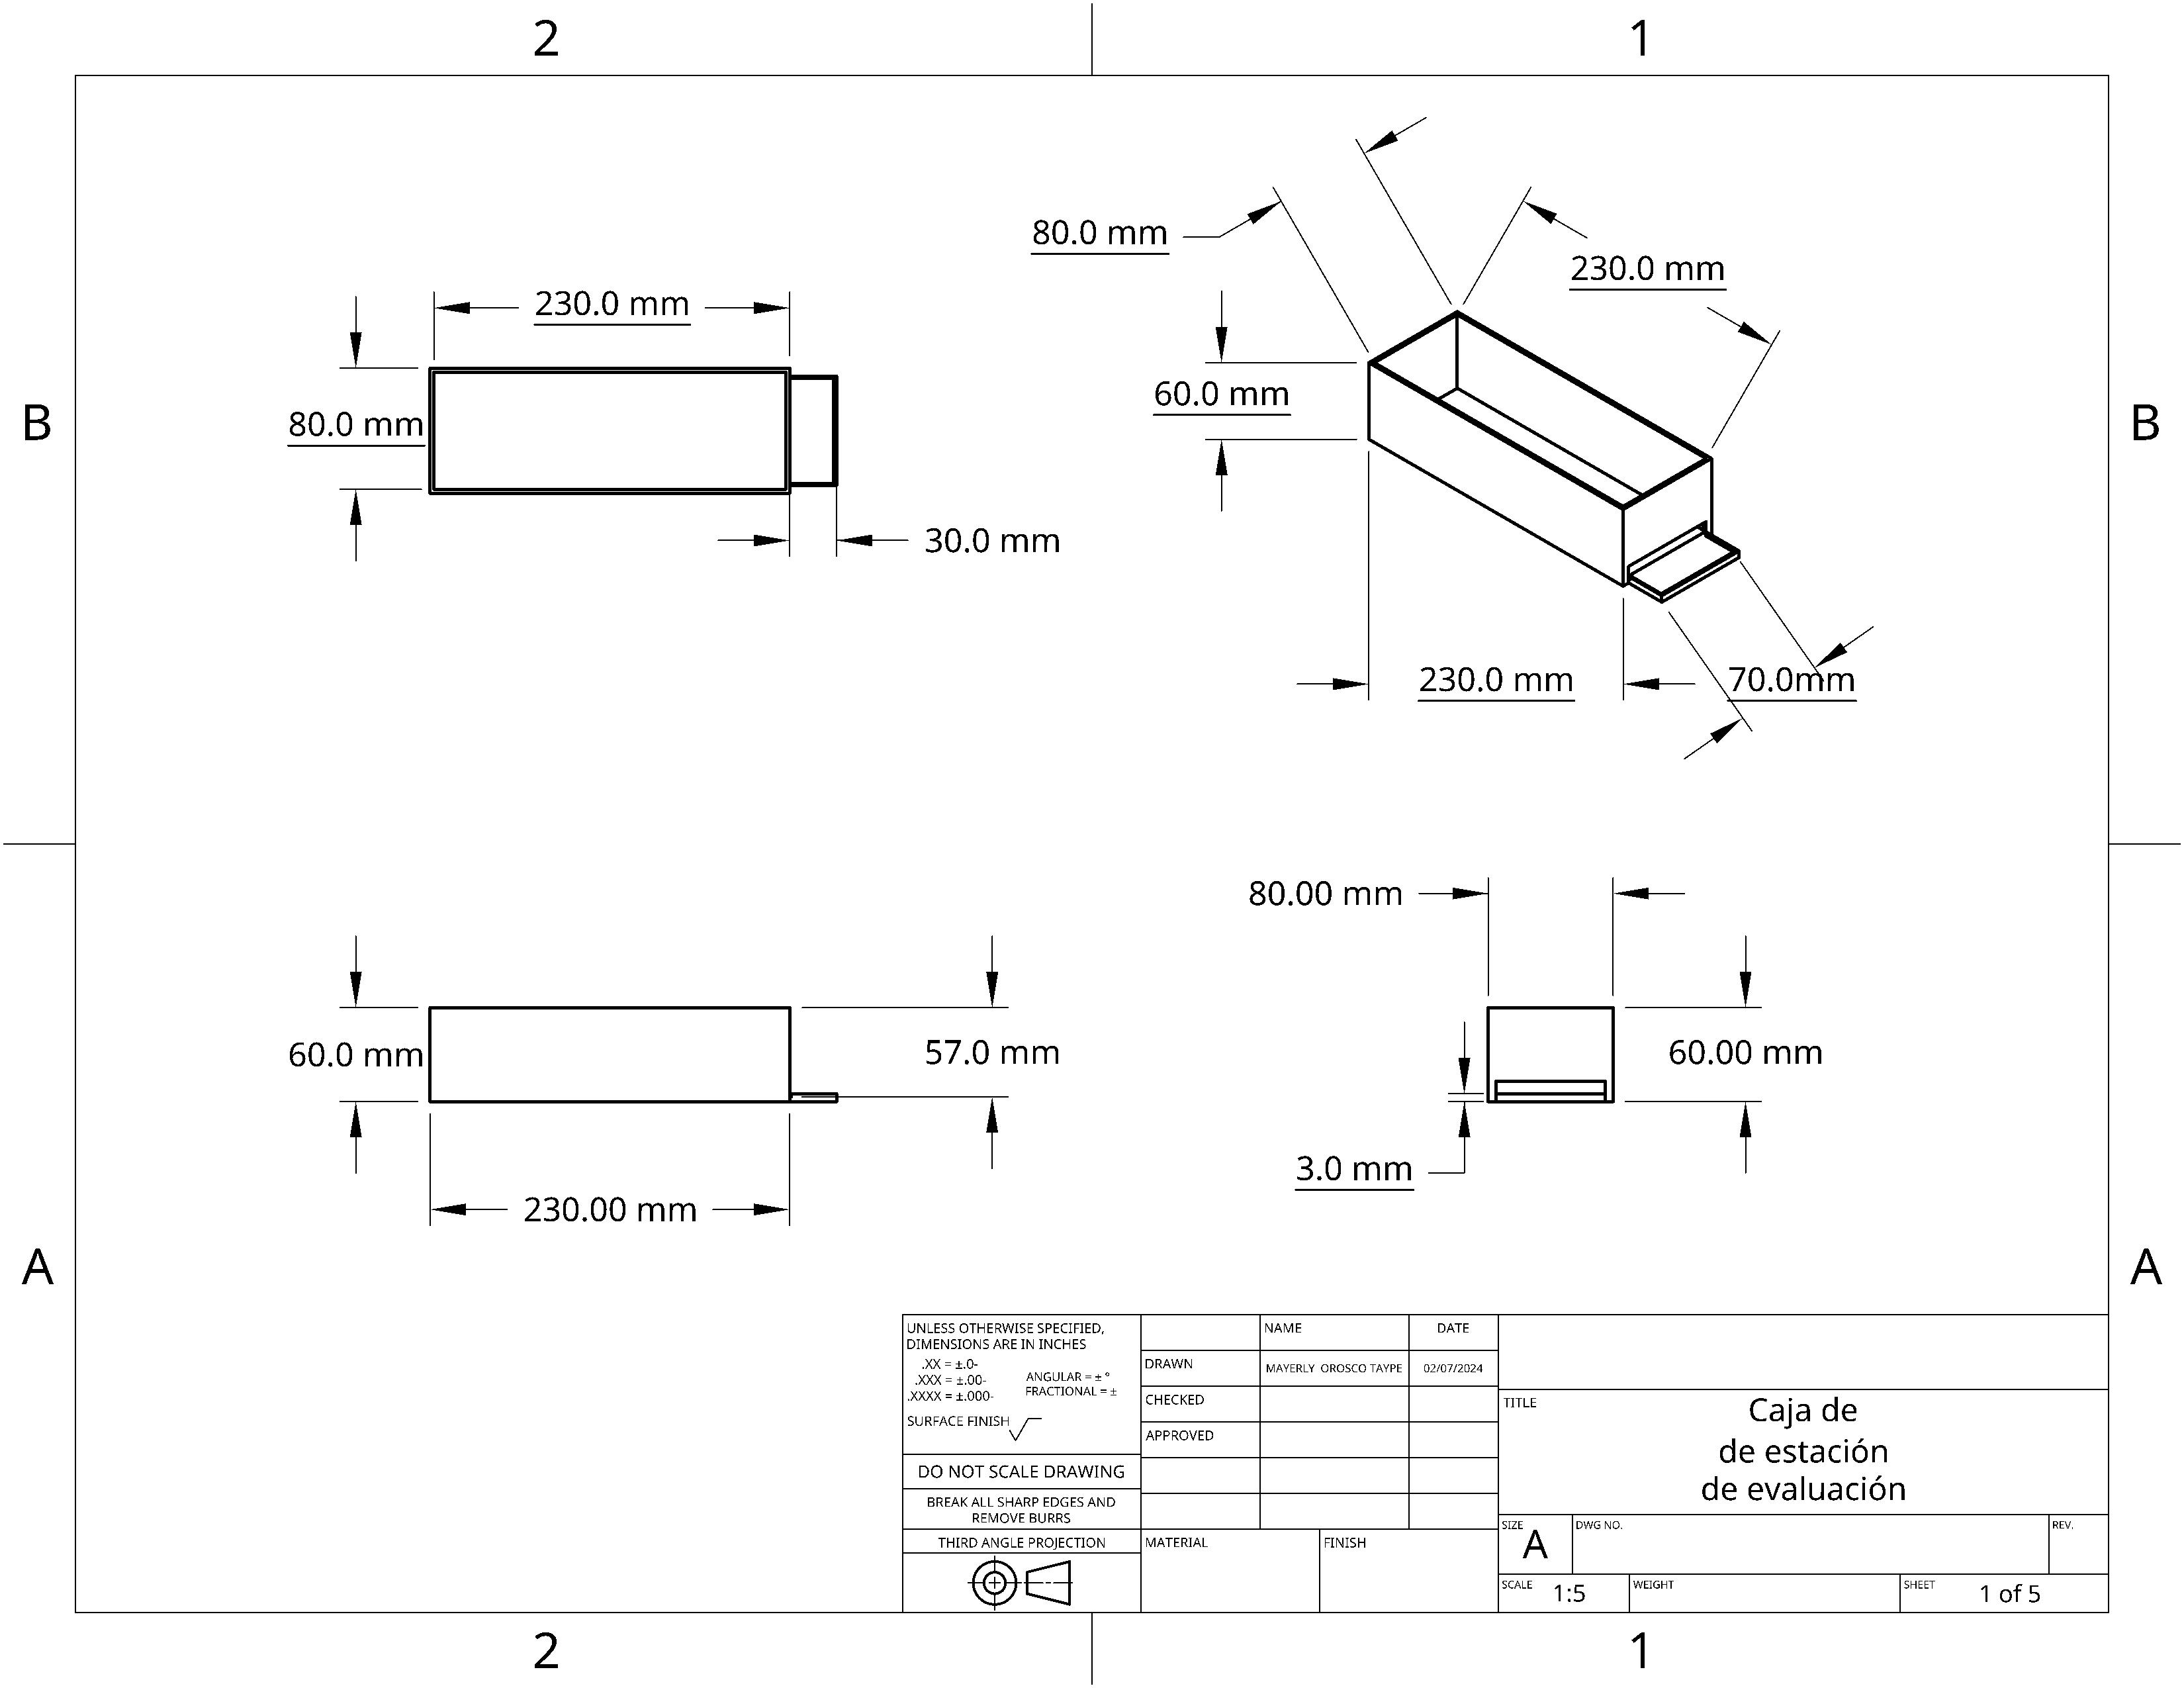 2
1
80.0 mm
230.0 mm
230.0 mm
60.0 mm
B
80.0 mm
B
30.0 mm
230.0 mm
70.0mm
80.00 mm
60.0 mm
57.0 mm
60.00 mm
3.0 mm
230.00 mm
A
A
UNLESS OTHERWISE SPECIFIED,
DIMENSIONS ARE IN INCHES
.XX = ±.0-
.XXX = ±.00-
.XXXX = ±.000-
ANGULAR = ± °
FRACTIONAL = ±
SURFACE FINISH
DO NOT SCALE DRAWING
BREAK ALL SHARP EDGES AND
REMOVE BURRS
THIRD ANGLE PROJECTION
NAME
DATE
DRAWN
MAYERLY OROSCO TAYPE
02/07/2024
CHECKED
APPROVED
MATERIAL
FINISH
TITLE
Caja de
de estación
de evaluación
SIZE
A
DWG NO.
REV.
SCALE
1:5
WEIGHT
SHEET
1 of 5
2
1